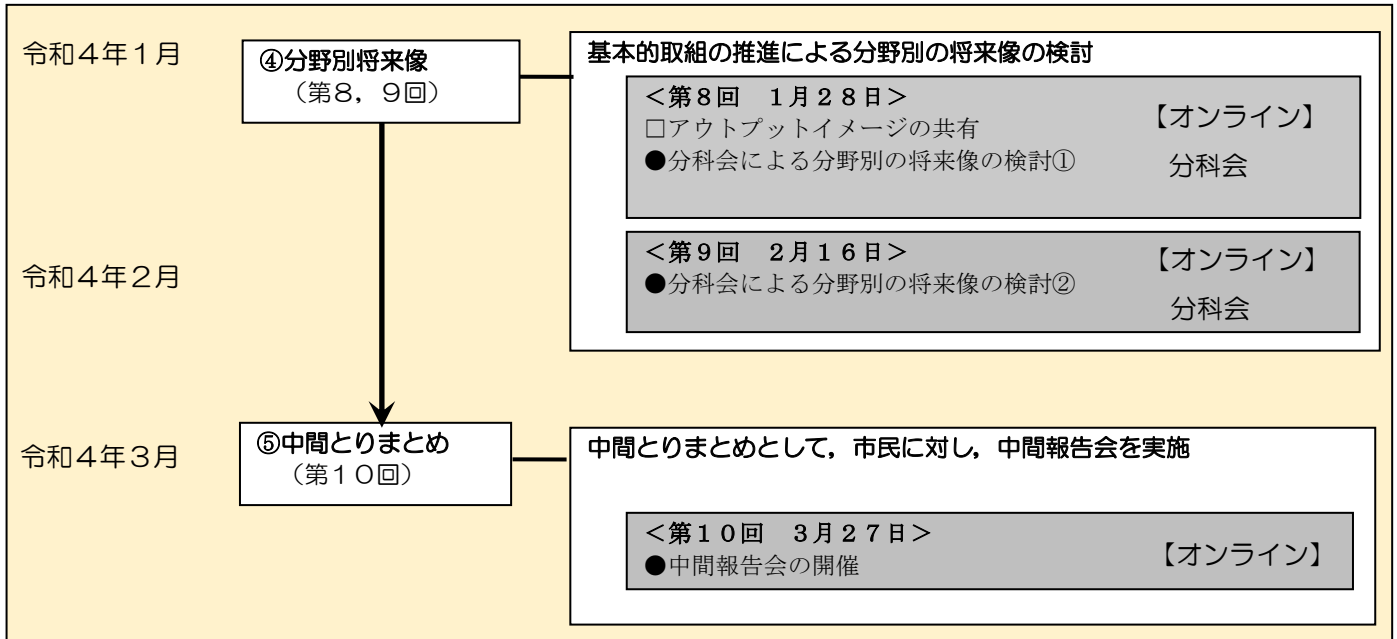 令和４年１月
④分野別将来像
（第８，９回）
基本的取組の推進による分野別の将来像の検討
＜第８回　１月２８日＞
□アウトプットイメージの共有
●分科会による分野別の将来像の検討①
【オンライン】
分科会
令和４年２月
＜第９回　２月１６日＞
●分科会による分野別の将来像の検討②
【オンライン】
分科会
令和４年３月
⑤中間とりまとめ
（第１０回）
中間とりまとめとして，市民に対し，中間報告会を実施
＜第１０回　３月２７日＞
●中間報告会の開催
【オンライン】